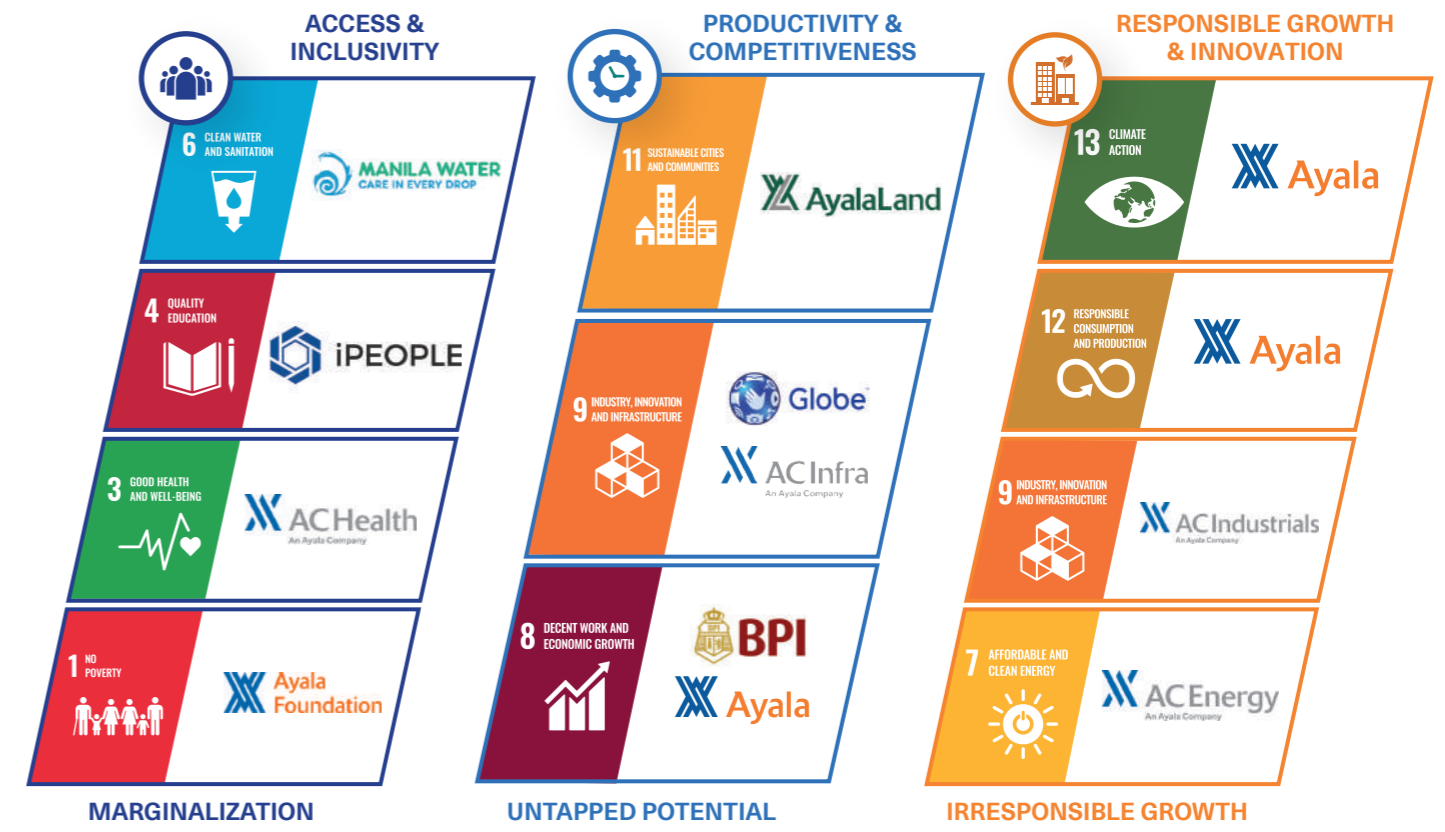 ACCESS &
INCLUSIVITY
6 CLEAN WATER
AND SANITATION
MANILA WATER
CARE IN EVERY DROP
4 QUALITY
EDUCATION
iPEOPLE
3 GOOD HEALTH
AND WELL-BEING
AC Health
An Ayala Company
1 NO
POVERTY
Ayala
Foundation
MARGINALIZATION
PRODUCTIVITY &
COMPETITIVENESS
11 SUSTAINABLE CITIES
AND COMMUNITIES
AyalaLand
9 INDUSTRY, INNOVATION
AND INFRASTRUCTURE
Globe
AC Infra
An Ayala Company
8 DECENT WORK AND
ECONOMIC GROWTH
BPI
BPI
Ayala
UNTAPPED POTENTIAL
RESPONSIBLE GROWTH
& INNOVATION
13 CLIMATE
ACTION
Ayala
12 RESPONSIBLE
CONSUMPTION
AND PRODUCTION
Ayala
9 INDUSTRY, INNOVATION
AND INFRASTRUCTURE
AC Industrials
An Ayala Company
7 AFFORDABLE AND
CLEAN ENERGY
AC Energy
An Ayala Company
IRRESPONSIBLE GROWTH